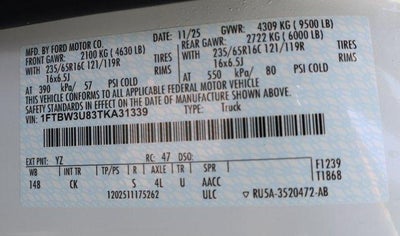 MFD. BY FORD MOTOR CO. 11/25 GVWR: 4309 KG ( 9500 LB)
FRONT GAWR: 2100 KG ( 4630 LB) REAR GAWR: 2722 KG ( 6000 LB)
WITH 235/65R16C 121/119R TIRES WITH 235/65R16C 121/119R TIRES
16x6.5J RIMS 16x6.5J RIMS
AT 390 kPa/ 57 PSI COLD AT 550 kPa/ 80 PSI COLD
THIS VEHICLE CONFORMS TO ALL APPLICABLE FEDERAL MOTOR VEHICLE
SAFETY STANDARDS IN EFFECT ON THE DATE OF MANUFACTURE SHOWN ABOVE.
VIN: 1FTBW3U83TKA31339 TYPE: Truck
EXT PNT: YZ RC: 47 DSO: F1239
WB INT TR TP/PS R AXLE TR SPR T1868
148 CK S 4L U AACC
1202511175262 ULC RU5A-3520472-AB